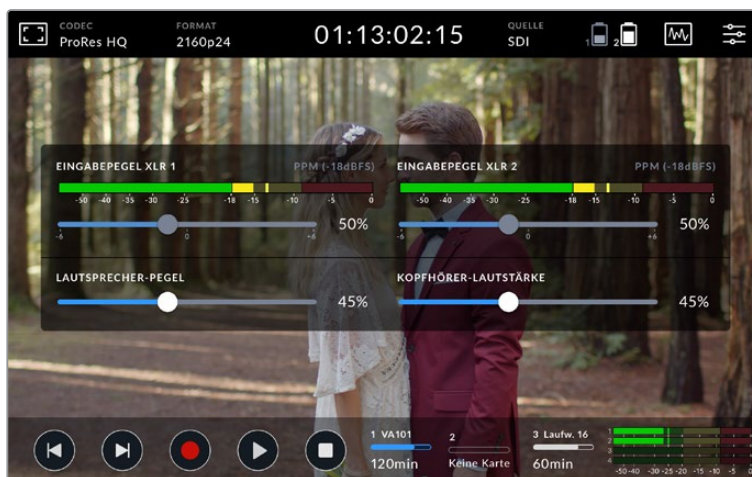 CODEC
ProRes HQ
FORMAT
2160p24
01:13:02:15
QUELLE
SDI
1
2
EINGABEPEGEL XLR 1
PPM (-18dBFS)
-50 -40 -35 -30 -25 -18 -15 -10 -5 0
50%
-6 0 +6
EINGABEPEGEL XLR 2
PPM (-18dBFS)
-50 -40 -35 -30 -25 -18 -15 -10 -5 0
50%
-6 0 +6
LAUTSPRECHER-PEGEL
45%
KOPFHÖRER-LAUTSTÄRKE
45%
1 VA101
120min
2
Keine Karte
3 Laufw. 16
60min
1
2
3
4
-50 -40 -30 -25 -20 -15 -10 -5 0